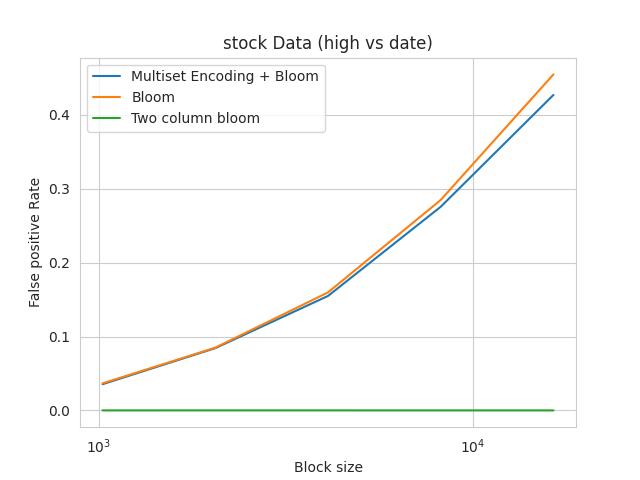 stock Data (high vs date)
Multiset Encoding + Bloom
Bloom
Two column bloom
False positive Rate
0.4
0.3
0.2
0.1
0.0
10³
10⁴
Block size